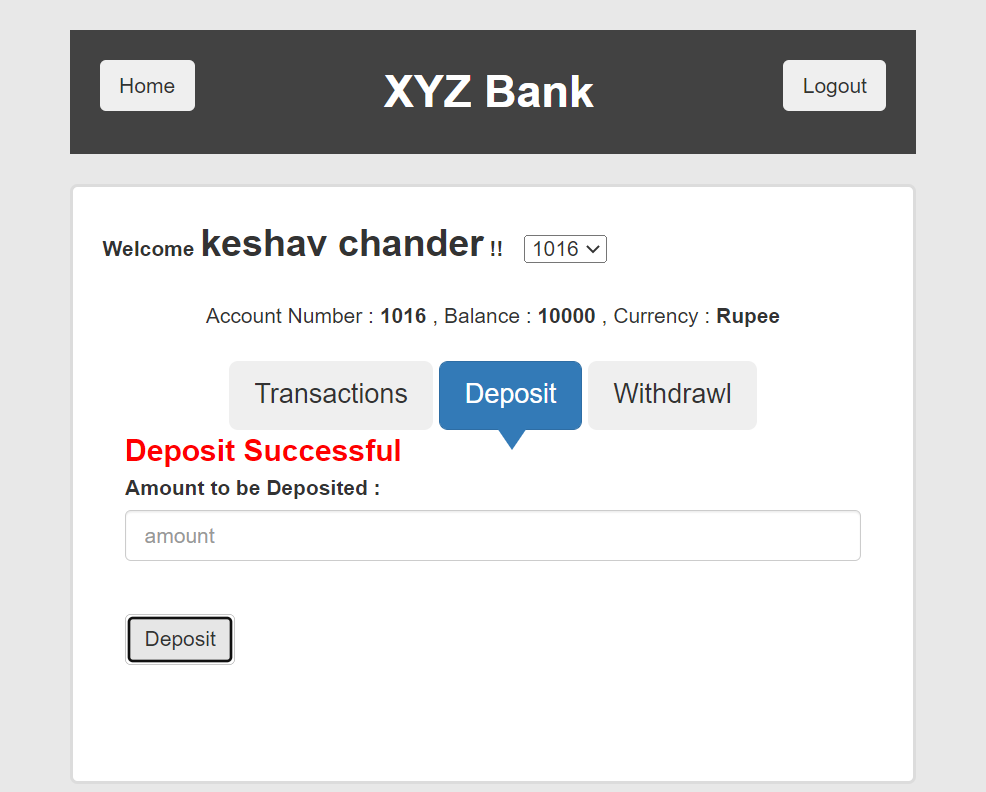 Home XYZ Bank Logout
Welcome keshav chander !! 1016
Account Number : 1016 , Balance : 10000 , Currency : Rupee
Transactions Deposit Withdrawl
Deposit Successful
Amount to be Deposited :
amount
Deposit